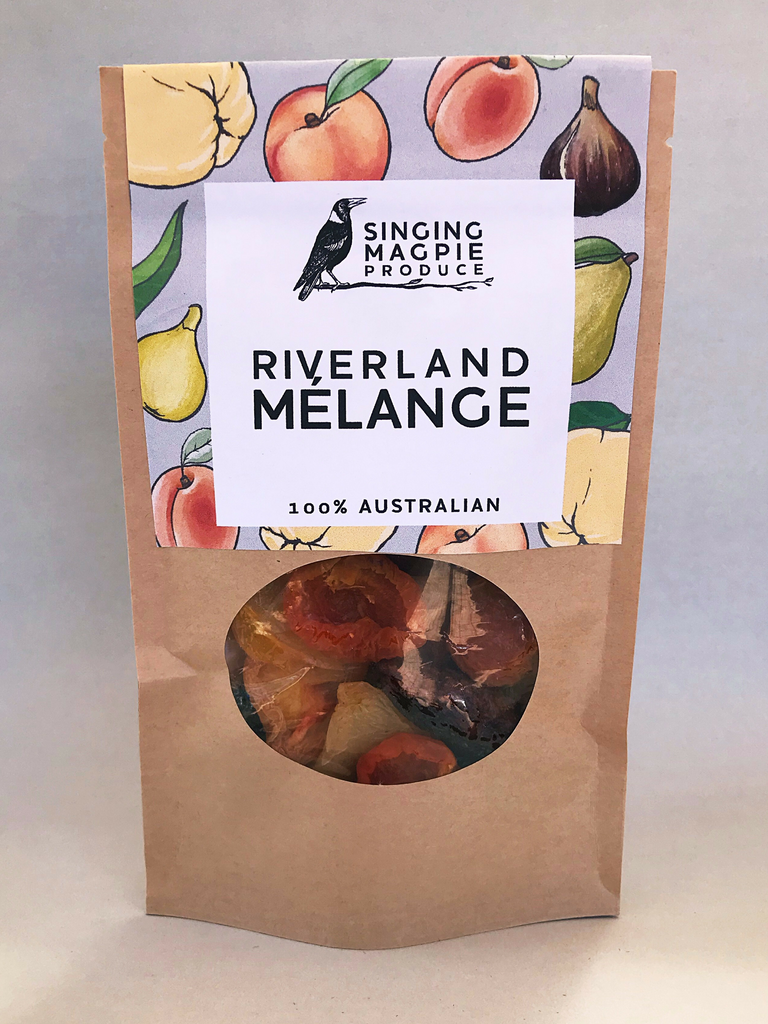 SINGING
MAGPIE
PRODUCE
RIVERLAND
MÉLANGE
100% AUSTRALIAN